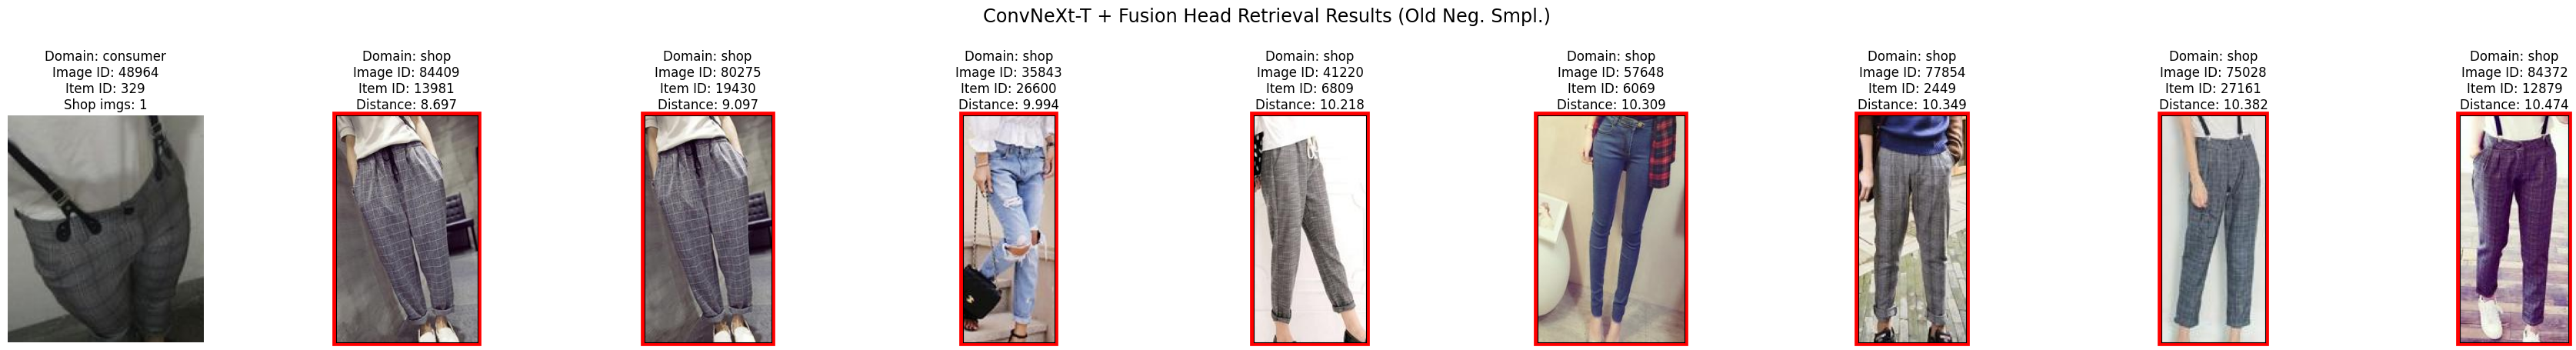 ConvNeXt-T + Fusion Head Retrieval Results (Old Neg. Smpl.)
Domain: consumer
Image ID: 48964
Item ID: 329
Shop imgs: 1
Domain: shop
Image ID: 84409
Item ID: 13981
Distance: 8.697
Domain: shop
Image ID: 80275
Item ID: 19430
Distance: 9.097
Domain: shop
Image ID: 35843
Item ID: 26600
Distance: 9.994
Domain: shop
Image ID: 41220
Item ID: 6809
Distance: 10.218
Domain: shop
Image ID: 57648
Item ID: 6069
Distance: 10.309
Domain: shop
Image ID: 77854
Item ID: 2449
Distance: 10.349
Domain: shop
Image ID: 75028
Item ID: 27161
Distance: 10.382
Domain: shop
Image ID: 84372
Item ID: 12879
Distance: 10.474